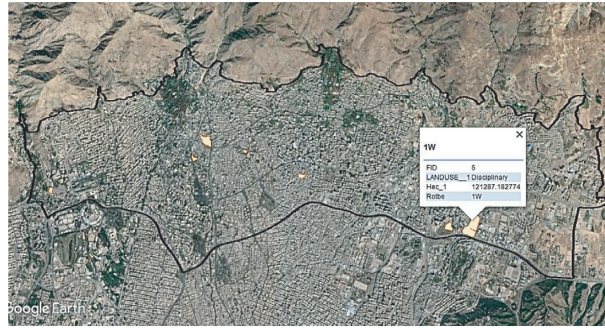 1W
FID 6
LANDUSE__1 Disciplinary
Hec_1 121287.182774
Rotbe 1W
Google Earth